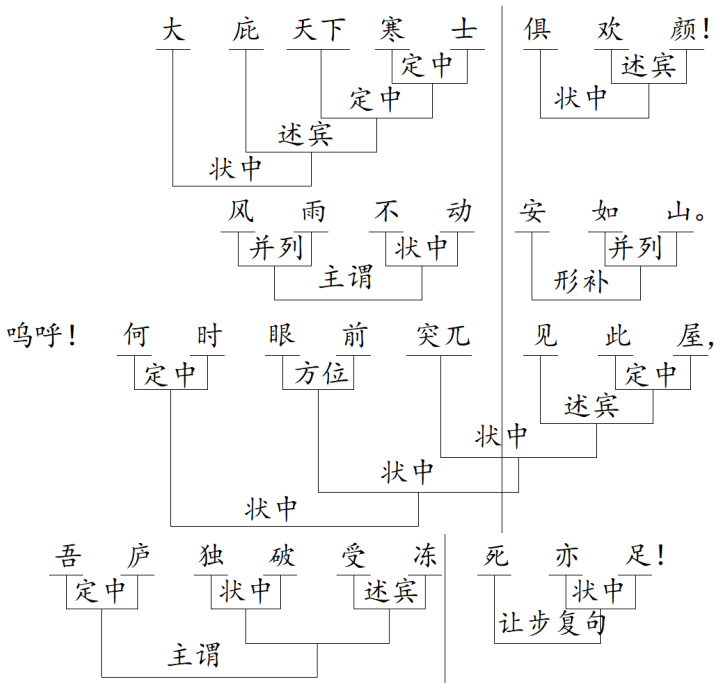 大 庇 天下 寒 士 俱 欢 颜！
定中 述宾
定中 状中
述宾
状中
风 雨 不 动 安 如 山。
并列 状中 并列
主谓 形补
呜呼！ 何 时 眼 前 突兀 见 此 屋，
定中 方位 定中
述宾
状中
状中
状中
吾 庐 独 破 受 冻 死 亦 足！
定中 状中 述宾 状中
让步复句
主谓